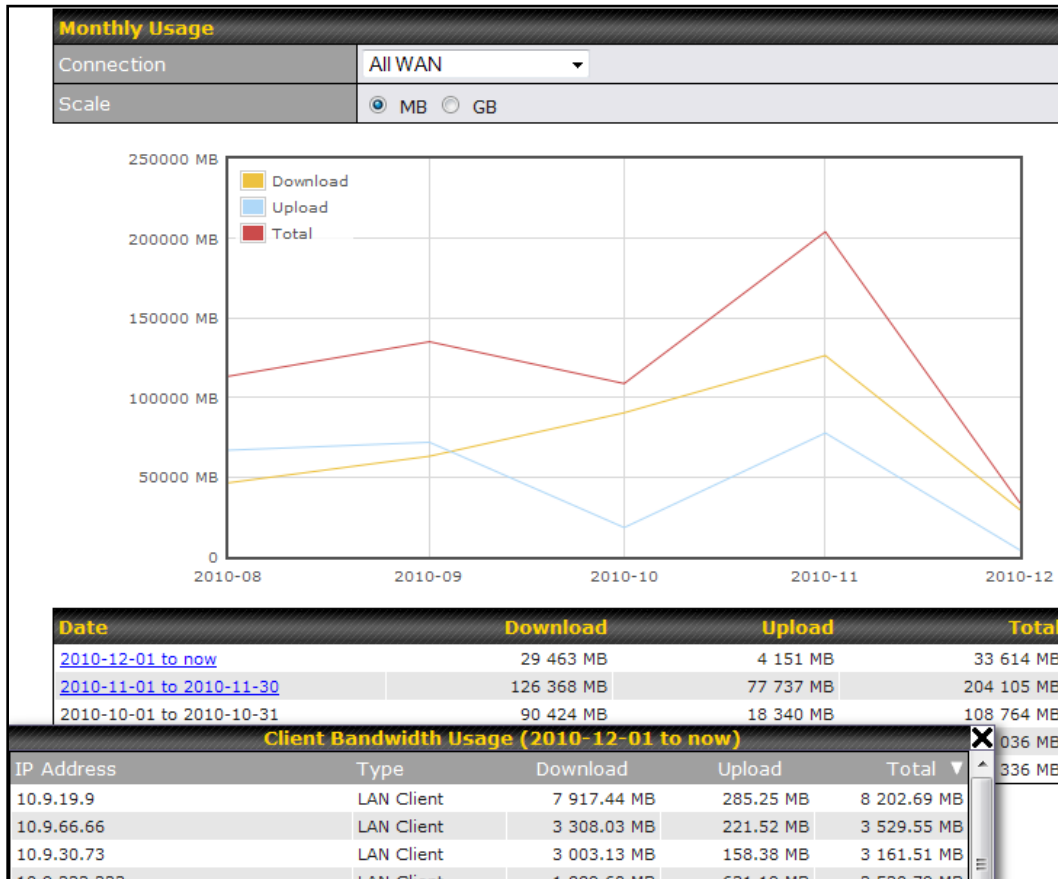 Monthly Usage
Connection All WAN
Scale MB GB
250000 MB
200000 MB
150000 MB
100000 MB
50000 MB
0
Download
Upload
Total
2010-08 2010-09 2010-10 2010-11 2010-12
Date Download Upload Total
2010-12-01 to now 29 463 MB 4 151 MB 33 614 MB
2010-11-01 to 2010-11-30 126 368 MB 77 737 MB 204 105 MB
2010-10-01 to 2010-10-31 90 424 MB 18 340 MB 108 764 MB
036 MB
336 MB
Client Bandwidth Usage (2010-12-01 to now)
IP Address Type Download Upload Total
10.9.19.9 LAN Client 7 917.44 MB 285.25 MB 8 202.69 MB
10.9.66.66 LAN Client 3 308.03 MB 221.52 MB 3 529.55 MB
10.9.30.73 LAN Client 3 003.13 MB 158.38 MB 3 161.51 MB
LAN Client